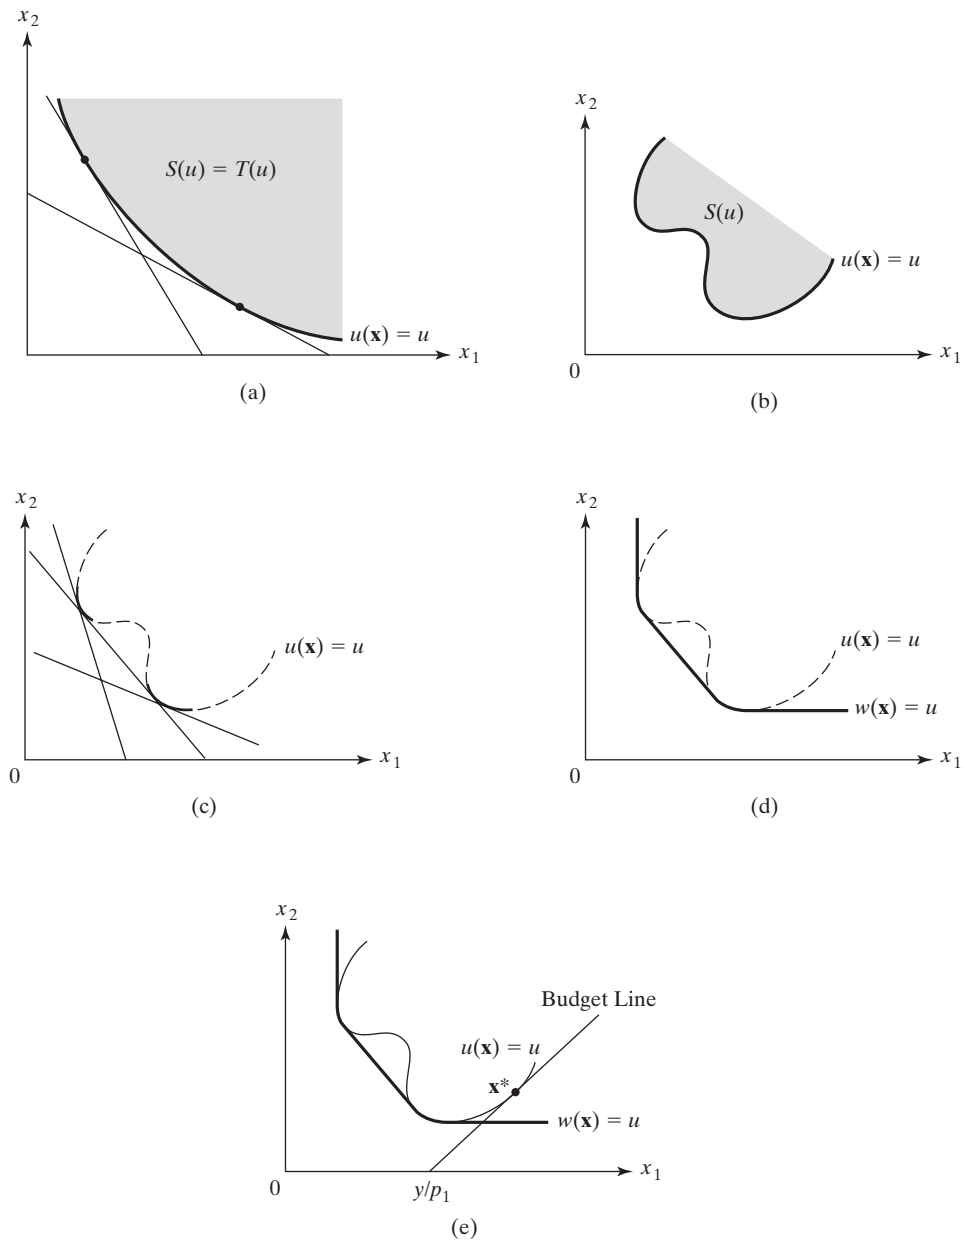 x2
S(u) = T(u)
u(x) = u
x1
(a)
x2
S(u)
u(x) = u
0
x1
(b)
x2
u(x) = u
0
x1
(c)
x2
u(x) = u
w(x) = u
0
x1
(d)
x2
Budget Line
u(x) = u
x*
w(x) = u
0
y/p1
x1
(e)